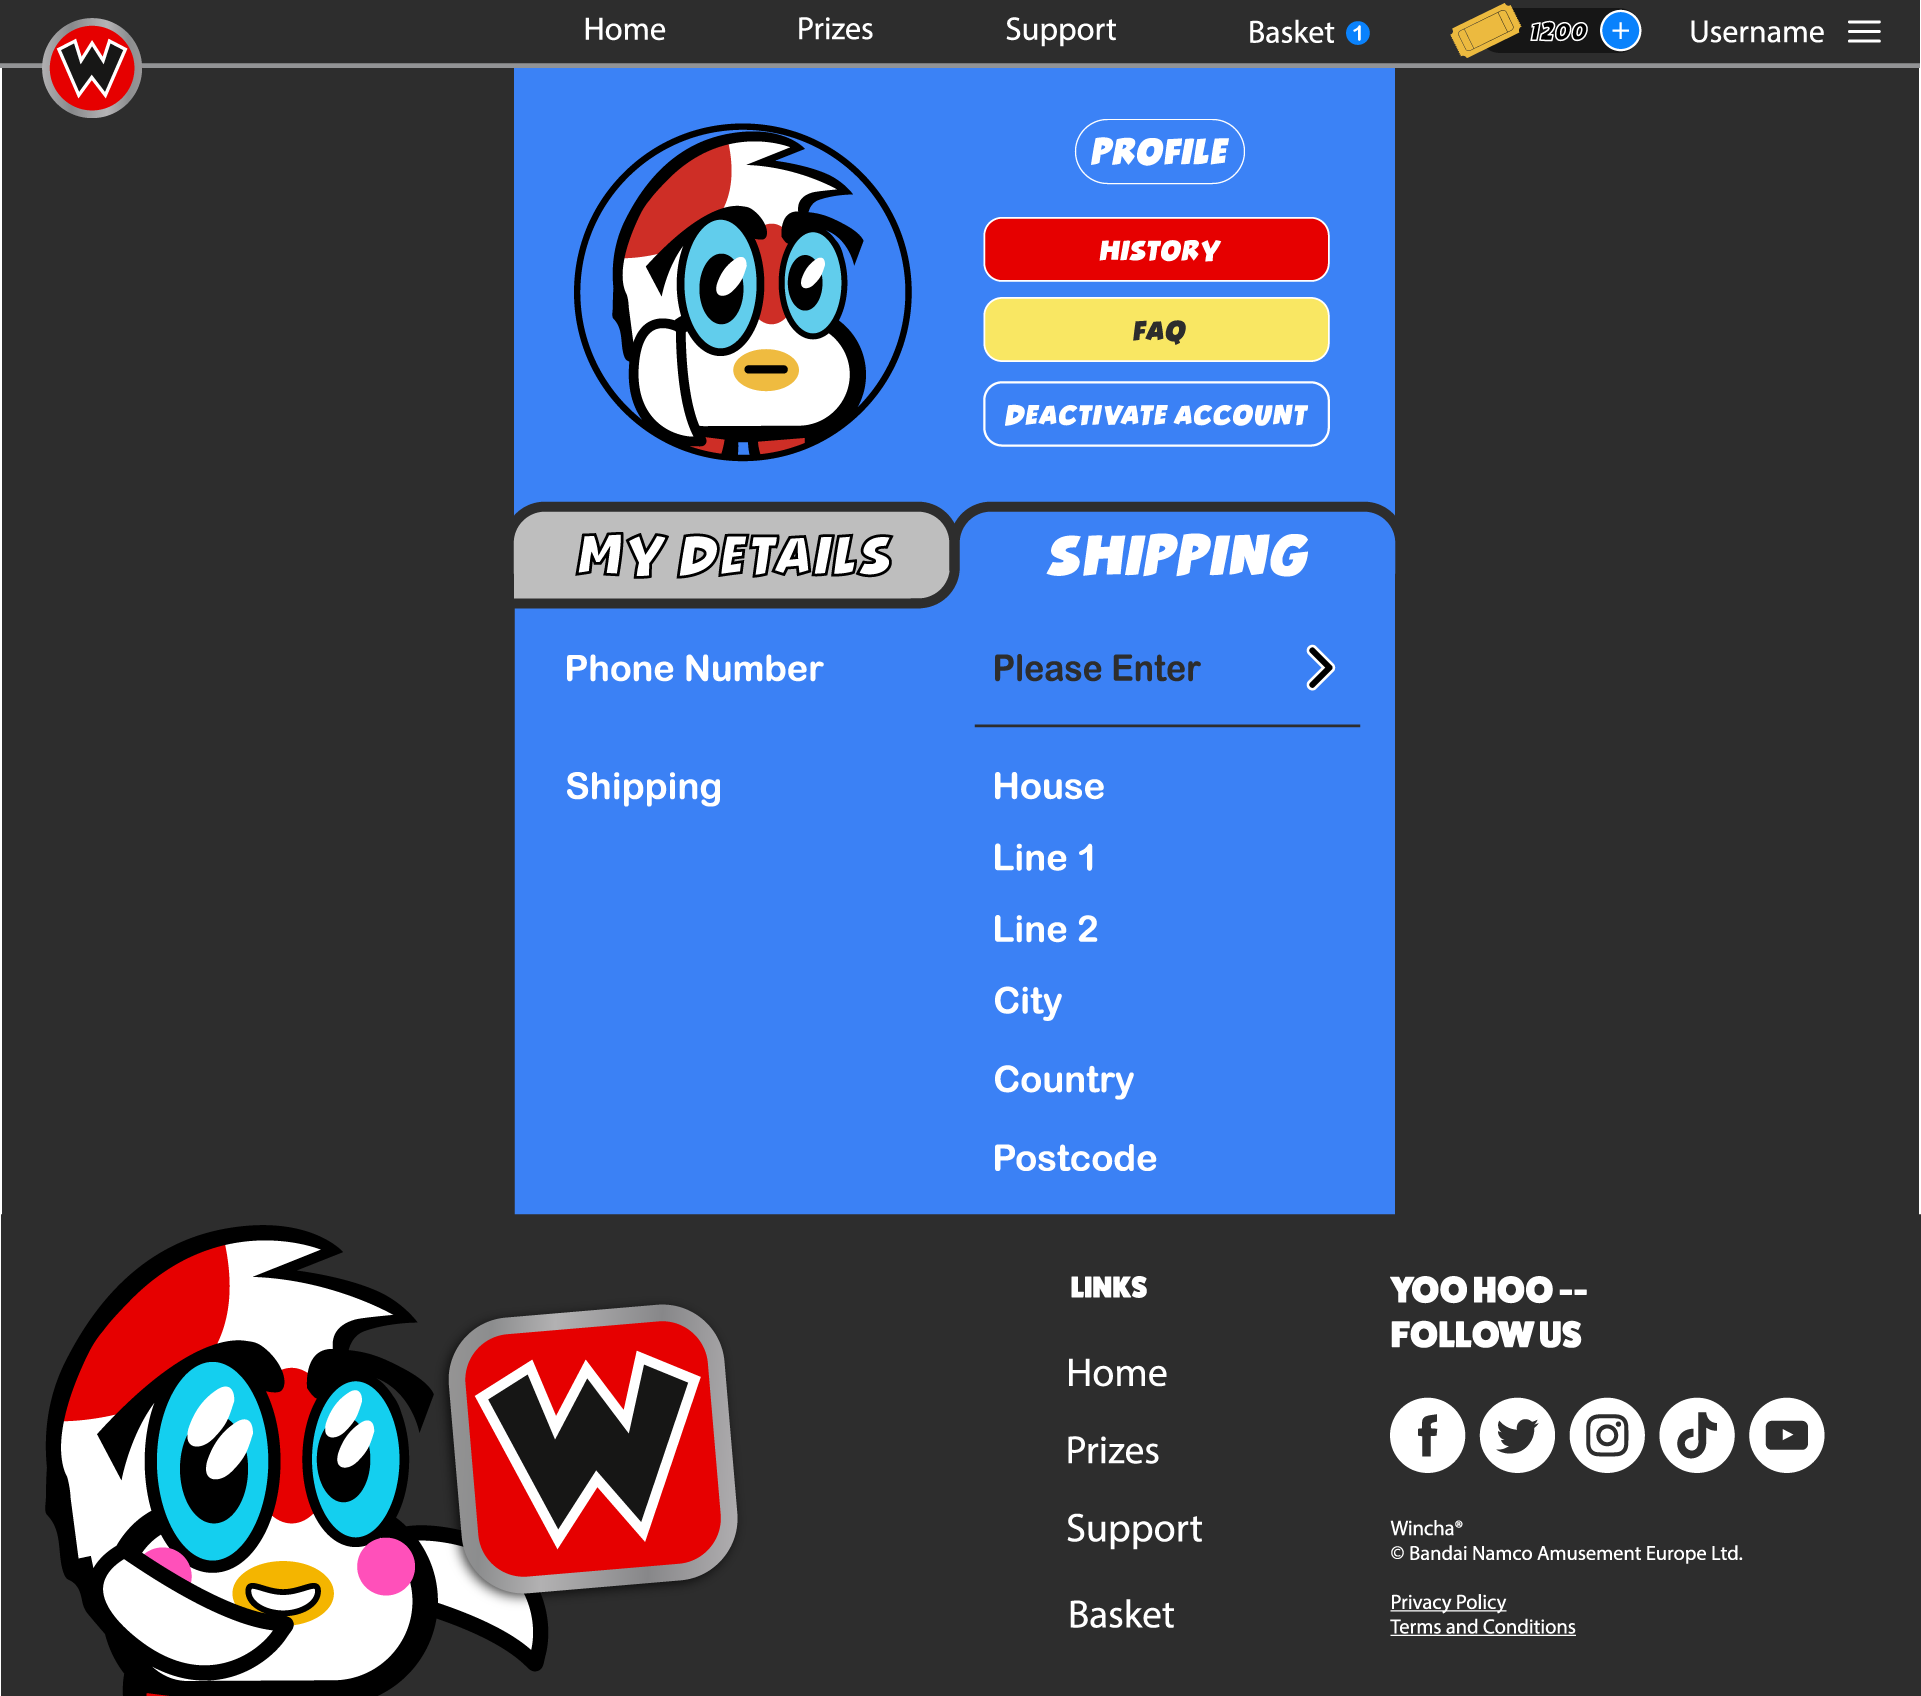 W
Home
Prizes
Support
Basket 1
1200 +
Username
PROFILE
HISTORY
FAQ
DEACTIVATE ACCOUNT
MY DETAILS
SHIPPING
Phone Number
Please Enter
Shipping
House
Line 1
Line 2
City
Country
Postcode
W
LINKS
Home
Prizes
Support
Basket
YOO HOO --
FOLLOW US
Wincha®
© Bandai Namco Amusement Europe Ltd.
Privacy Policy
Terms and Conditions